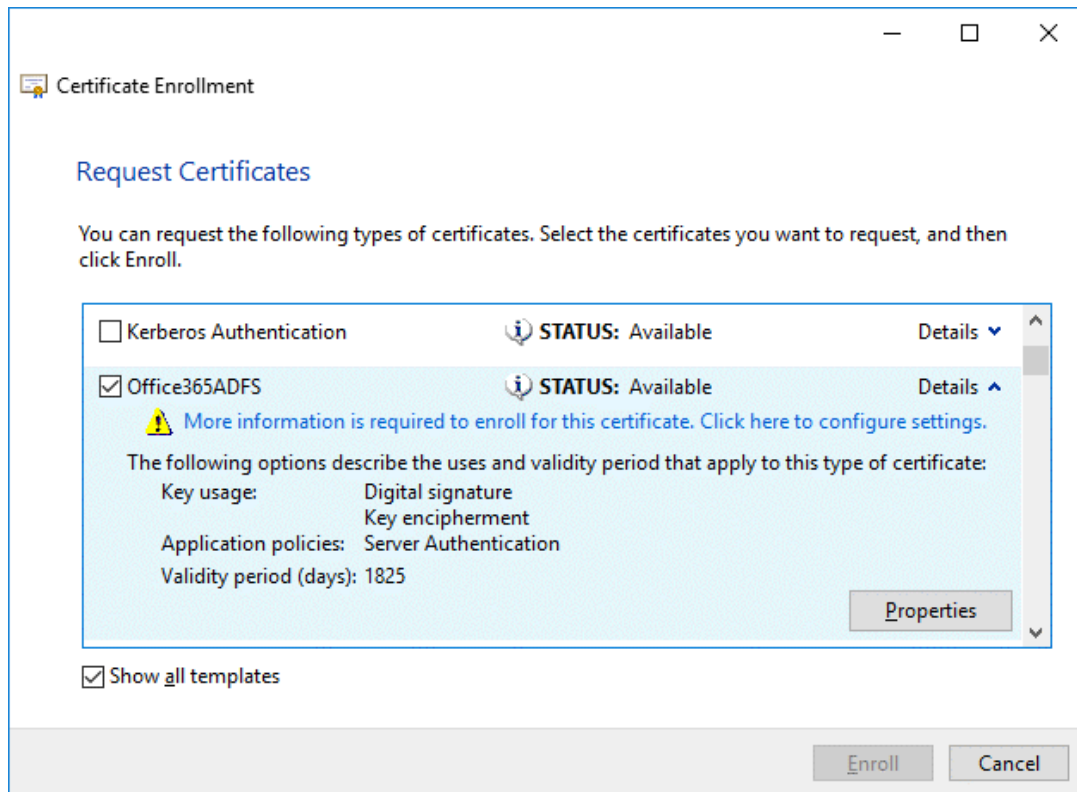 Certificate Enrollment
Request Certificates
You can request the following types of certificates. Select the certificates you want to request, and then
click Enroll.
Kerberos Authentication STATUS: Available Details
Office365ADFS STATUS: Available Details
More information is required to enroll for this certificate. Click here to configure settings.
The following options describe the uses and validity period that apply to this type of certificate:
Key usage: Digital signature
Key encipherment
Application policies: Server Authentication
Validity period (days): 1825
Properties
Show all templates
Enroll Cancel